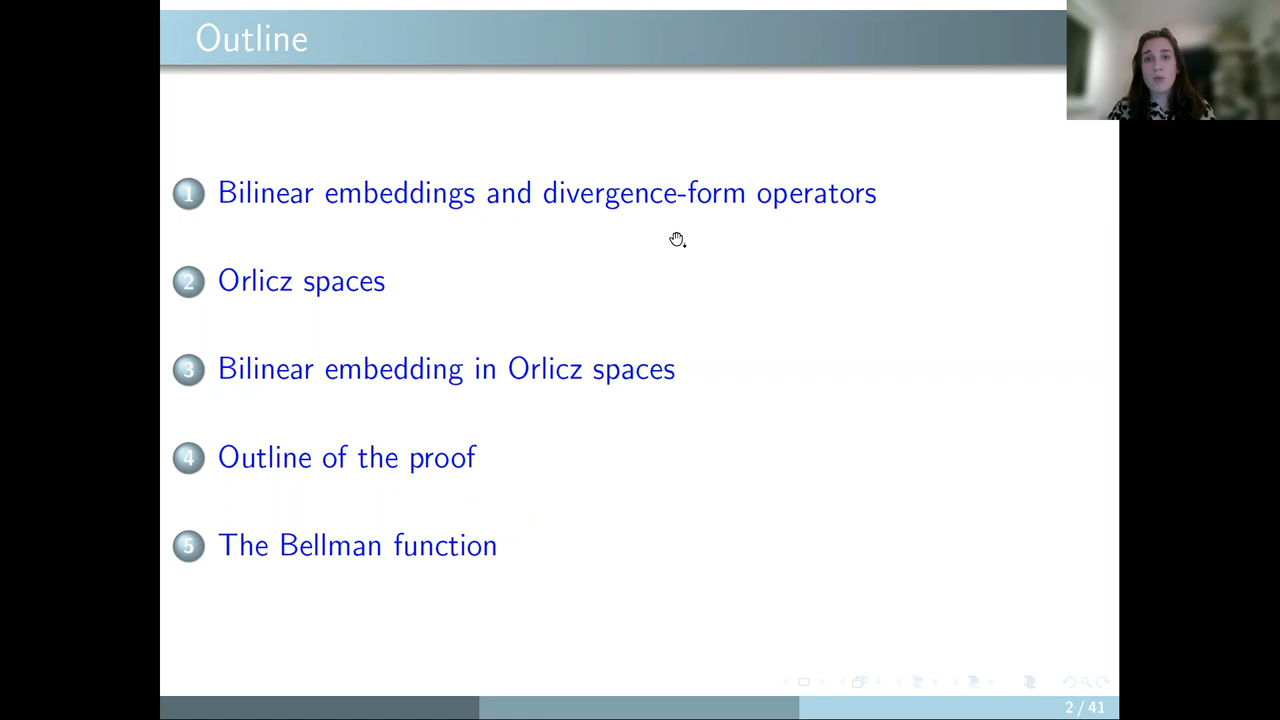 Outline
1 Bilinear embeddings and divergence-form operators
2 Orlicz spaces
3 Bilinear embedding in Orlicz spaces
4 Outline of the proof
5 The Bellman function
2 / 41